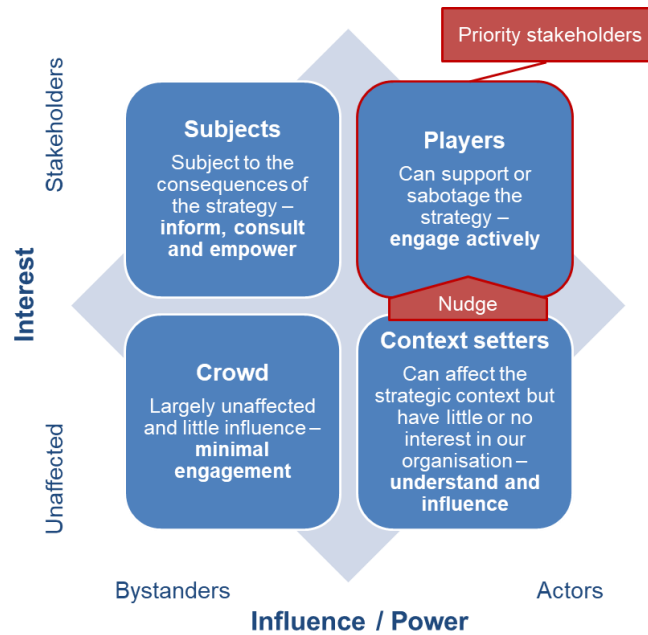 Priority stakeholders
Stakeholders
Subjects
Subject to the
consequences of
the strategy –
inform, consult
and empower
Players
Can support or
sabotage the
strategy –
engage actively
Interest
Nudge
Unaffected
Crowd
Largely unaffected
and little influence –
minimal
engagement
Context setters
Can affect the
strategic context but
have little or no
interest in our
organisation –
understand and
influence
Bystanders
Actors
Influence / Power